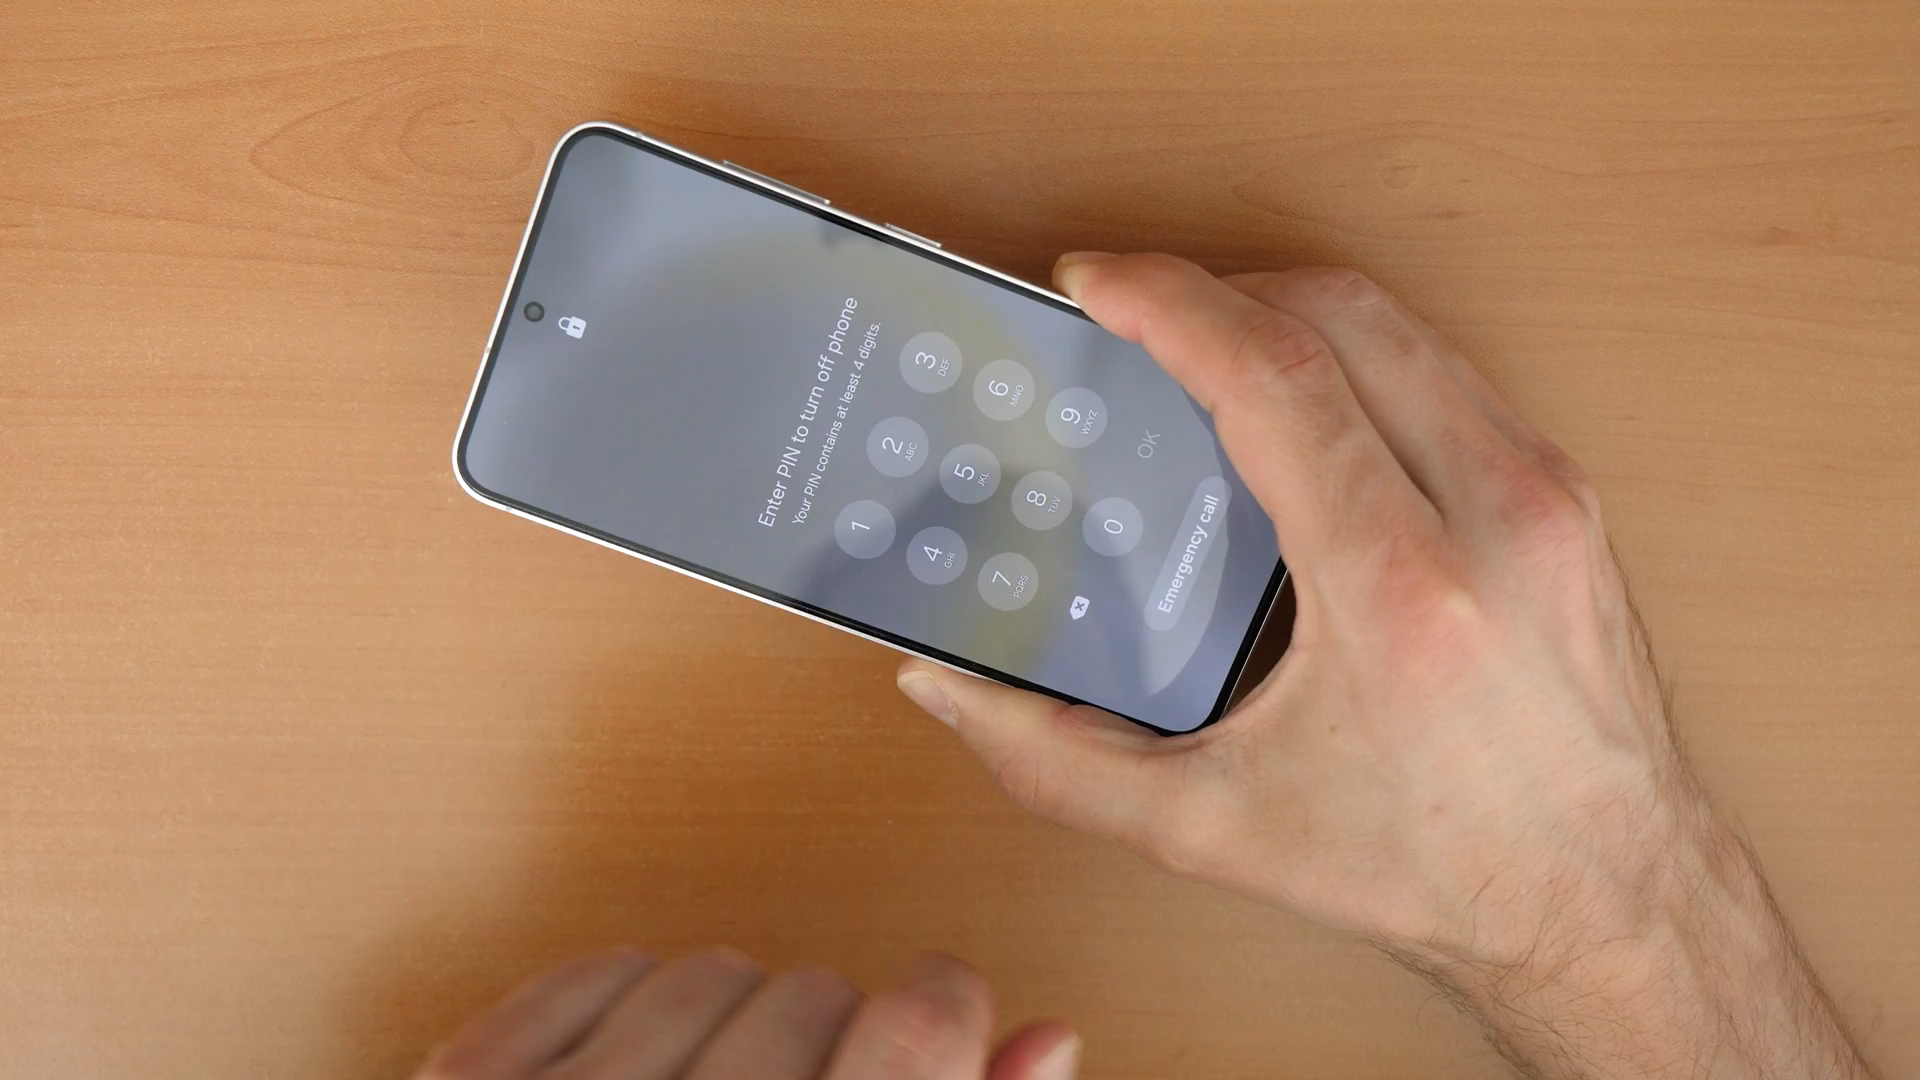 Enter PIN to turn off phone
Your PIN contains at least 4 digits.
1
2 ABC
3 DEF
4 GHI
5 JKL
6 MNO
7 PQRS
8 TUV
9 WXYZ
0
OK
Emergency call